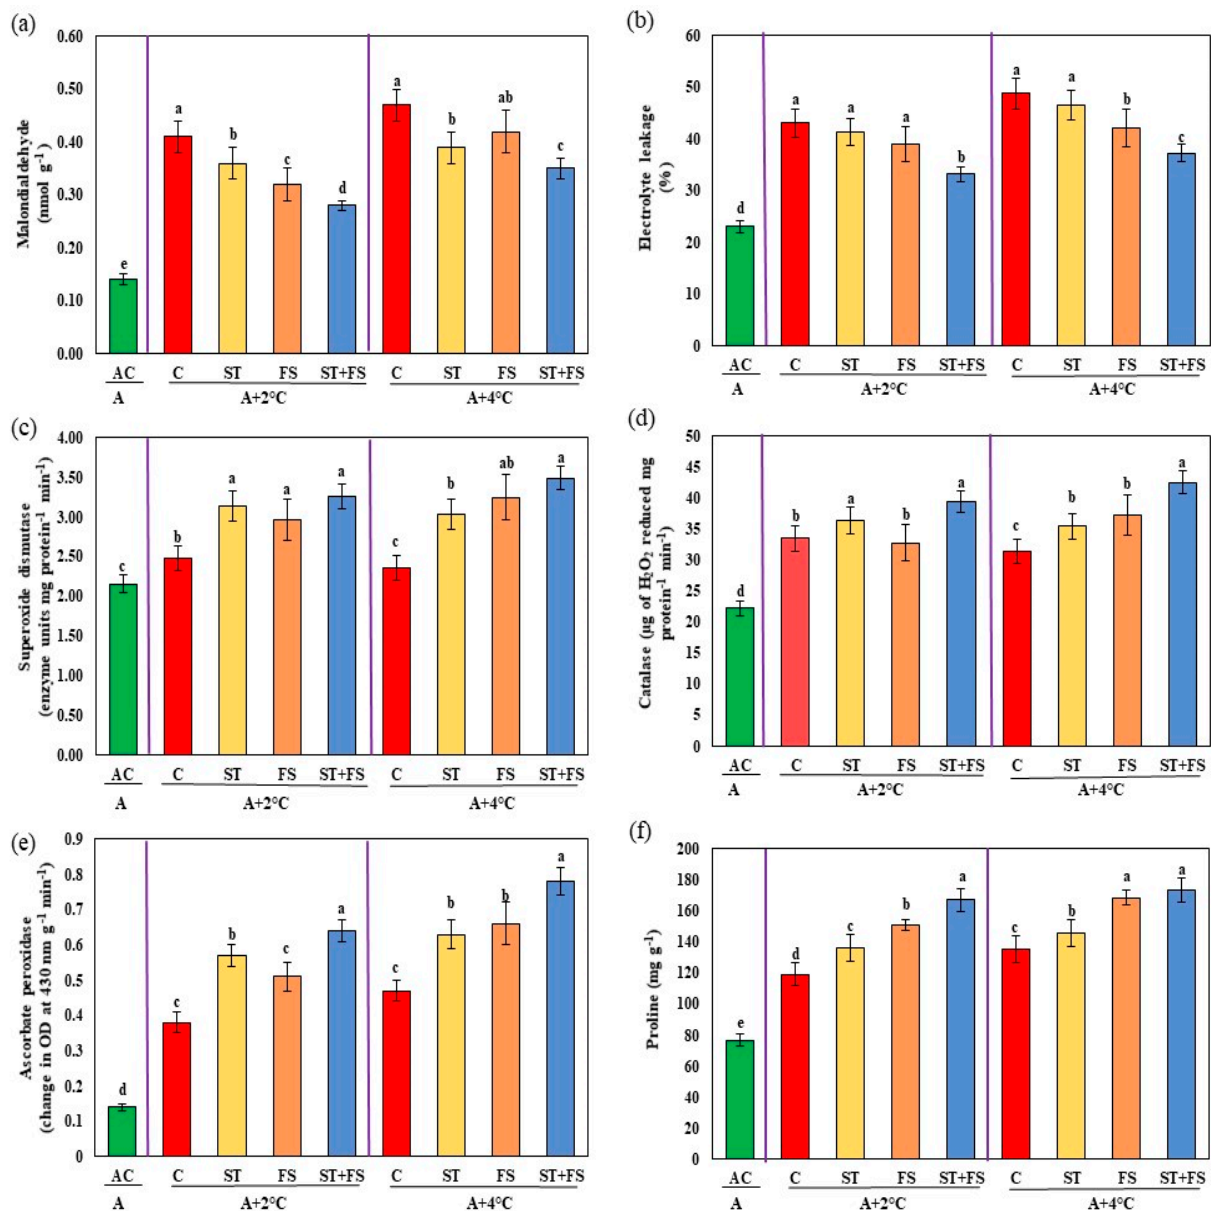 (a)
Malondialdehyde
(nmol g⁻¹)
0.60
0.50
0.40
0.30
0.20
0.10
0.00
e
a
b
c
d
a
b
ab
c
AC C ST FS ST+FS C ST FS ST+FS
A A+2°C A+4°C
(b)
Electrolyte leakage
(%)
60
50
40
30
20
10
0
d
a
a
a
b
a
a
b
c
AC C ST FS ST+FS C ST FS ST+FS
A A+2°C A+4°C
(c)
Superoxide dismutase
(enzyme units mg protein⁻¹ min⁻¹)
4.00
3.50
3.00
2.50
2.00
1.50
1.00
0.50
0.00
c
b
a
a
a
c
b
ab
a
AC C ST FS ST+FS C ST FS ST+FS
A A+2°C A+4°C
(d)
Catalase (µg of H₂O₂ reduced mg
protein⁻¹ min⁻¹)
50
45
40
35
30
25
20
15
10
5
0
d
b
a
b
a
c
b
b
a
AC C ST FS ST+FS C ST FS ST+FS
A A+2°C A+4°C
(e)
Ascorbate peroxidase
(change in OD at 430 nm g⁻¹ min⁻¹)
0.9
0.8
0.7
0.6
0.5
0.4
0.3
0.2
0.1
0
d
c
b
c
a
c
b
b
a
AC C ST FS ST+FS C ST FS ST+FS
A A+2°C A+4°C
(f)
Proline (mg g⁻¹)
200
180
160
140
120
100
80
60
40
20
0
e
d
c
b
a
c
b
a
a
AC C ST FS ST+FS C ST FS ST+FS
A A+2°C A+4°C